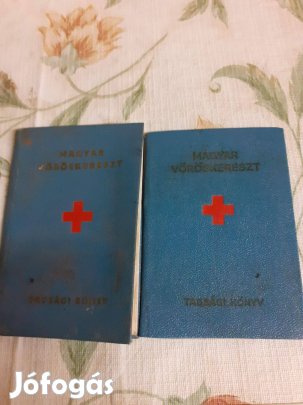 MAGYAR
VÖRÖSKERESZT
TAGSÁGI KÖNYV
MAGYAR
VÖRÖSKERESZT
TAGSÁGI KÖNYV
Jófogás